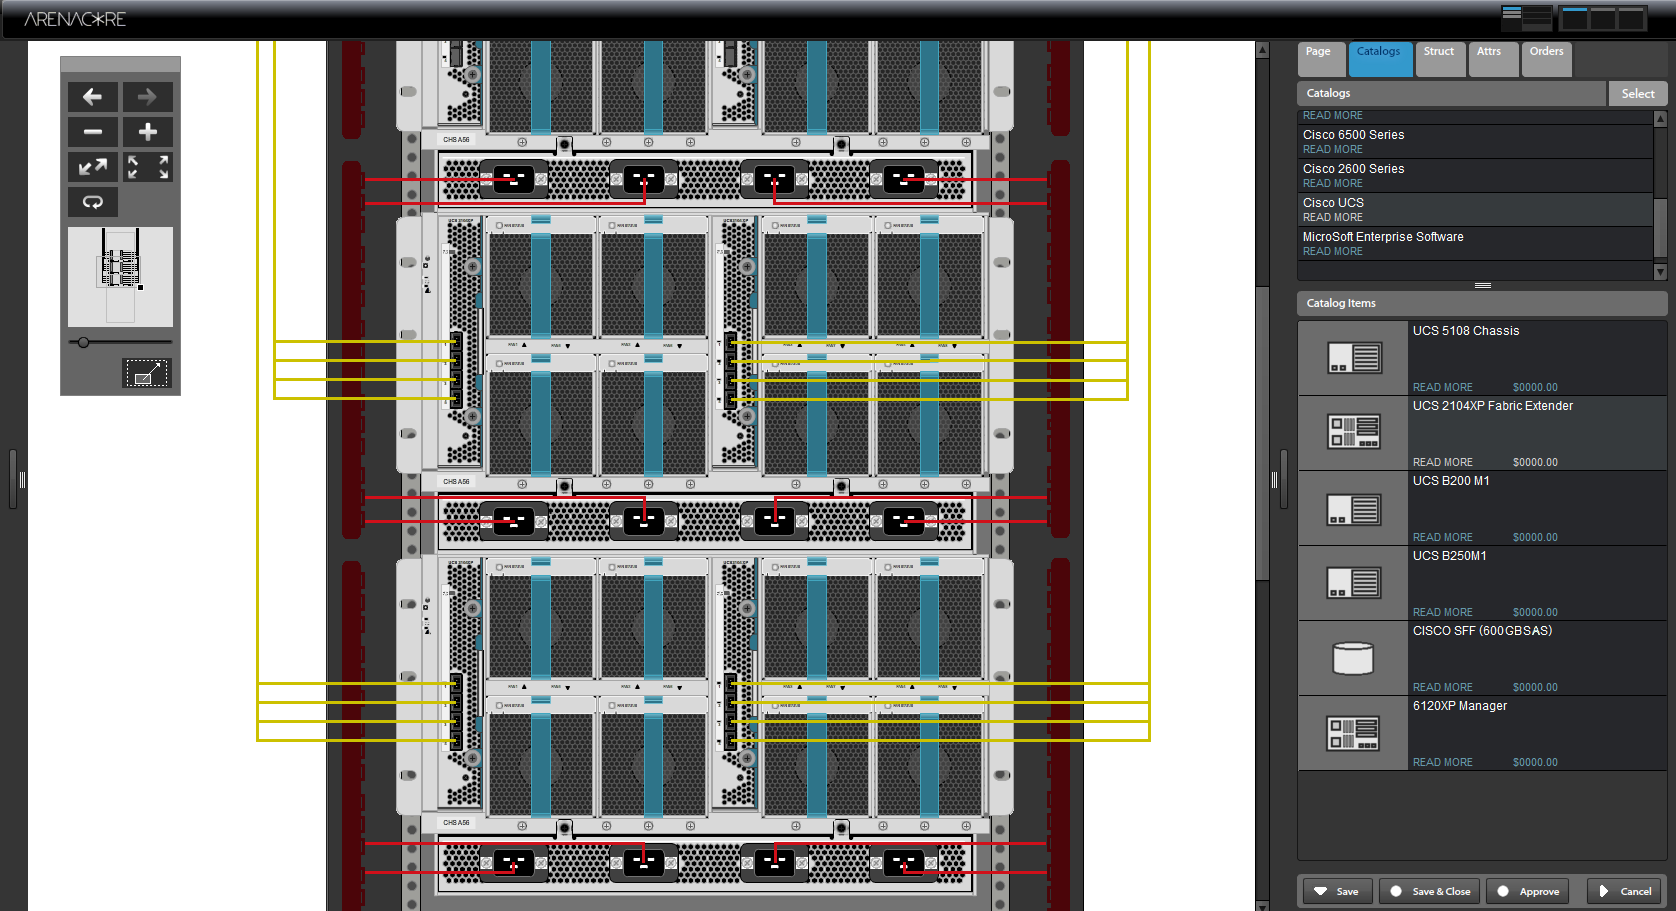 ARENACORE
Page
Catalogs
Struct
Attrs
Orders
Catalogs
Select
READ MORE
Cisco 6500 Series
READ MORE
Cisco 2600 Series
READ MORE
Cisco UCS
READ MORE
MicroSoft Enterprise Software
READ MORE
Catalog Items
UCS 5108 Chassis
READ MORE $0000.00
UCS 2104XP Fabric Extender
READ MORE $0000.00
UCS B200 M1
READ MORE $0000.00
UCS B250M1
READ MORE $0000.00
CISCO SFF (600GBSAS)
READ MORE $0000.00
6120XP Manager
READ MORE $0000.00
Save
Save & Close
Approve
Cancel
CHS A56
CHS A56
CHS A56